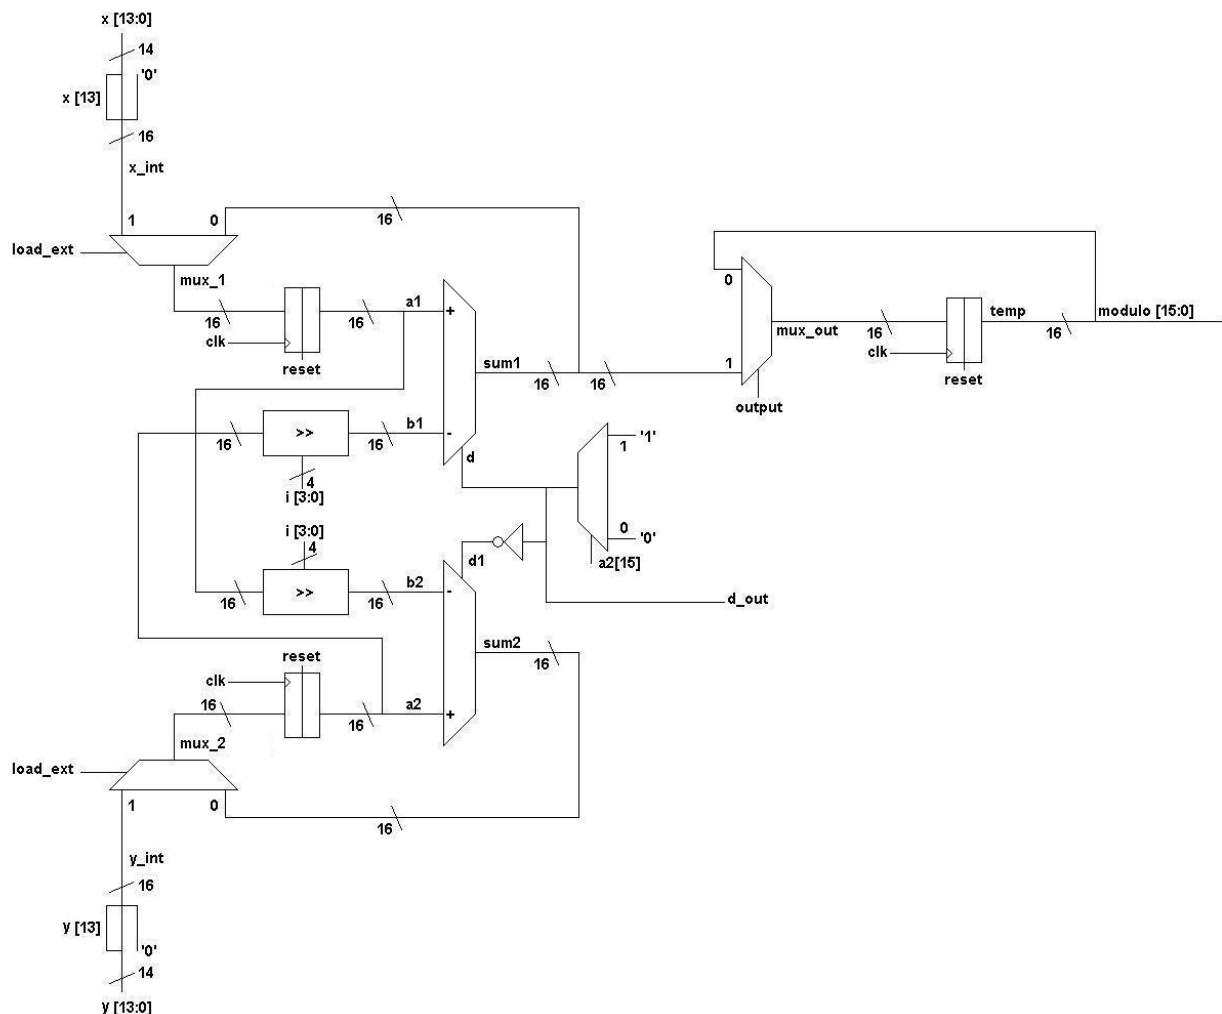 x [13:0]
14
'0'
x [13]
16
x_int
1
0
16
load_ext
mux_1
16
clk
reset
16
a1
+
sum1
16
16
0
1
output
mux_out
16
clk
reset
temp
16
modulo [15:0]
16
>>
16
b1
-
d
4
i [3:0]
'1'
1
0
'0'
a2[15]
i [3:0]
4
d1
16
>>
16
b2
-
d_out
reset
clk
16
16
a2
+
sum2
16
mux_2
load_ext
1
0
16
y_int
16
y [13]
'0'
14
y [13:0]